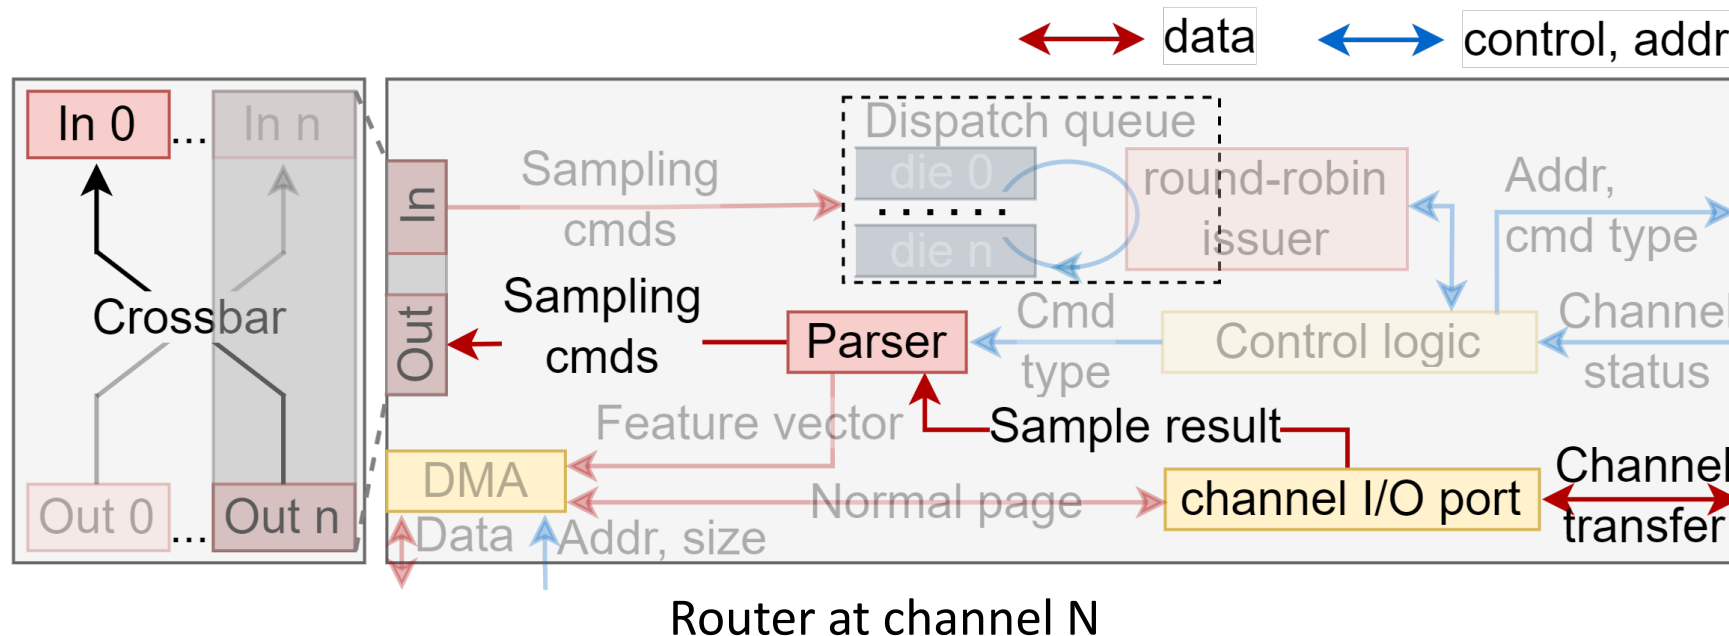 data
control, addr
In 0
...
In n
Crossbar
Out 0
...
Out n
In
Out
Sampling
cmds
Dispatch queue
die 0
......
die n
round-robin
issuer
Addr,
cmd type
Sampling
cmds
Parser
Cmd
type
Control logic
Channel
status
Feature vector
Sample result
DMA
Normal page
channel I/O port
Channel
transfer
Data
Addr, size
Router at channel N